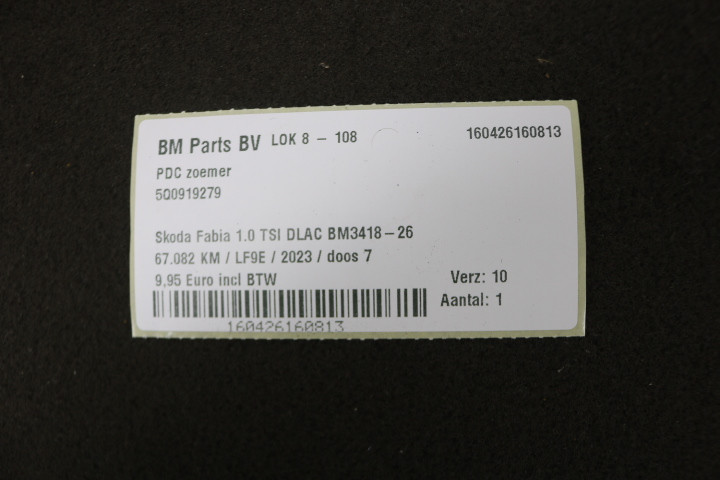 BM Parts BV LOK 8 - 108 160426160813
PDC zoemer
5Q0919279
Skoda Fabia 1.0 TSI DLAC BM3418-26
67.082 KM / LF9E / 2023 / doos 7
9,95 Euro incl BTW Verz: 10
Aantal: 1
160426160813